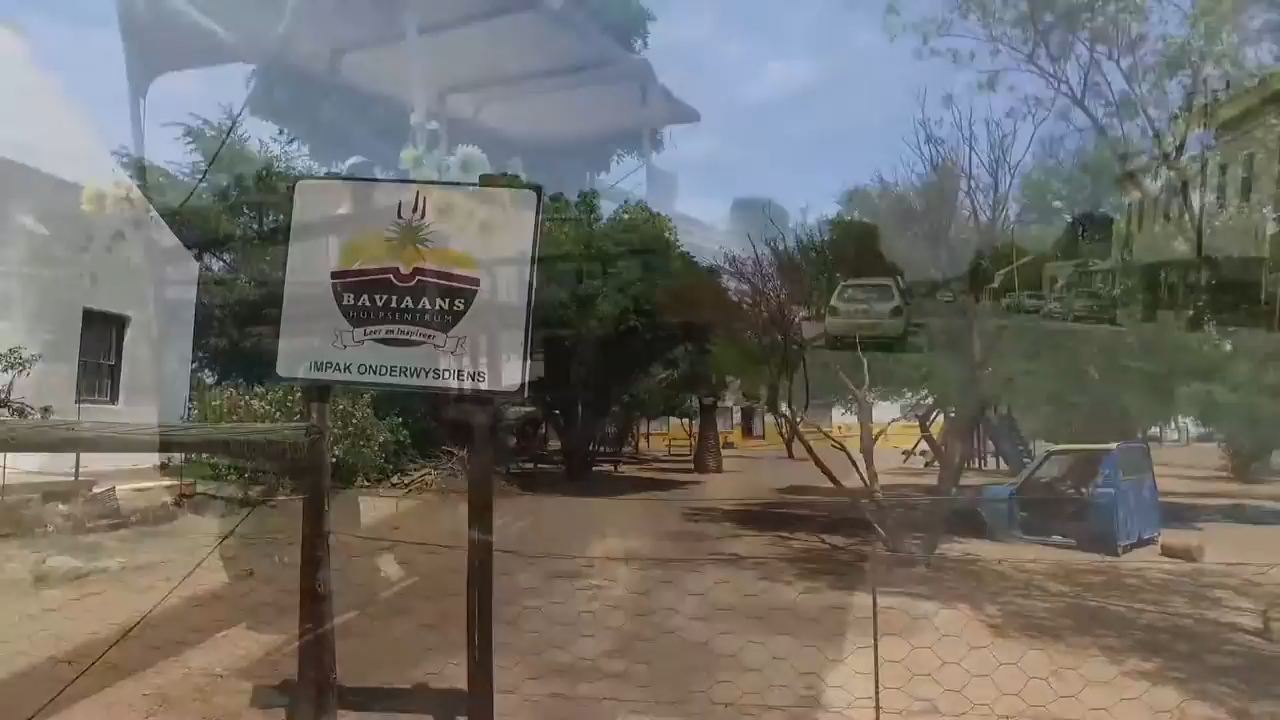 BAVIAANS
HULPSENTRUM
Leer en Inspireer
IMPAK ONDERWYSDIENS